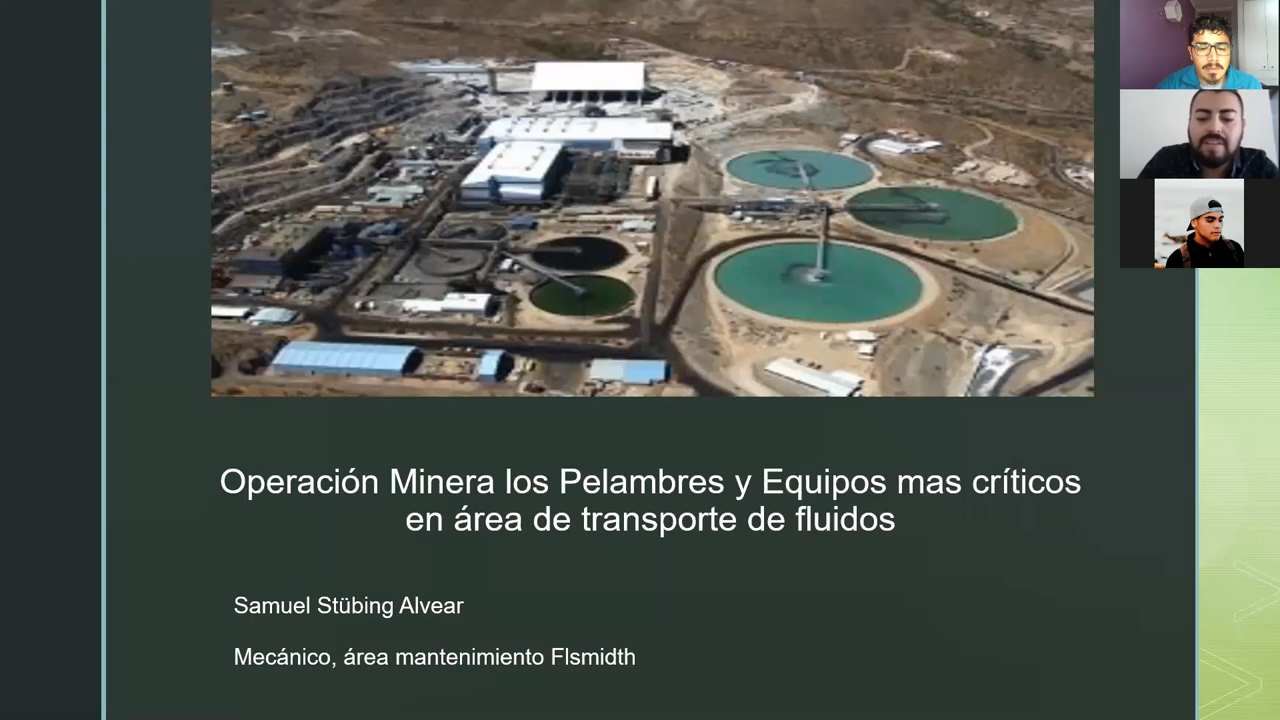 Operación Minera los Pelambres y Equipos mas críticos
en área de transporte de fluidos
Samuel Stübing Alvear
Mecánico, área mantenimiento Flsmidth